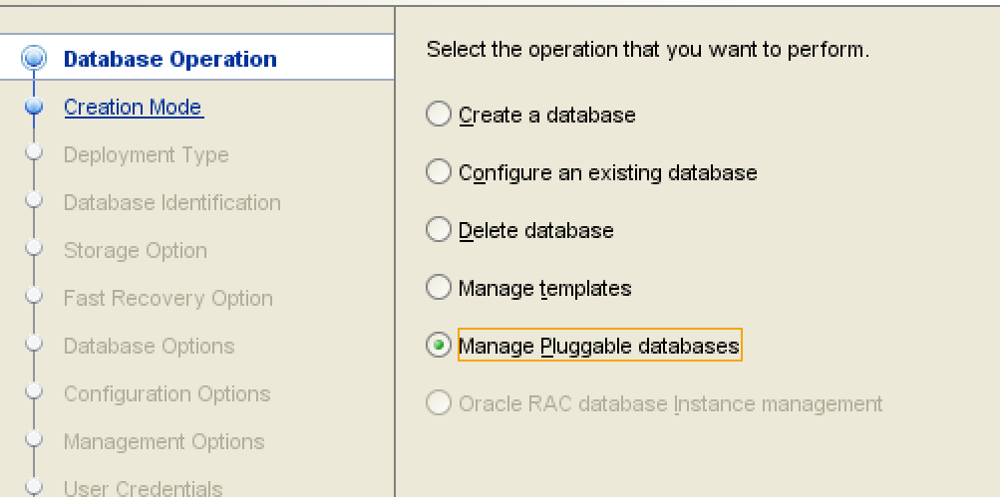 Database Operation
Creation Mode
Deployment Type
Database Identification
Storage Option
Fast Recovery Option
Database Options
Configuration Options
Management Options
User Credentials
Select the operation that you want to perform.
Create a database
Configure an existing database
Delete database
Manage templates
Manage Pluggable databases
Oracle RAC database Instance management